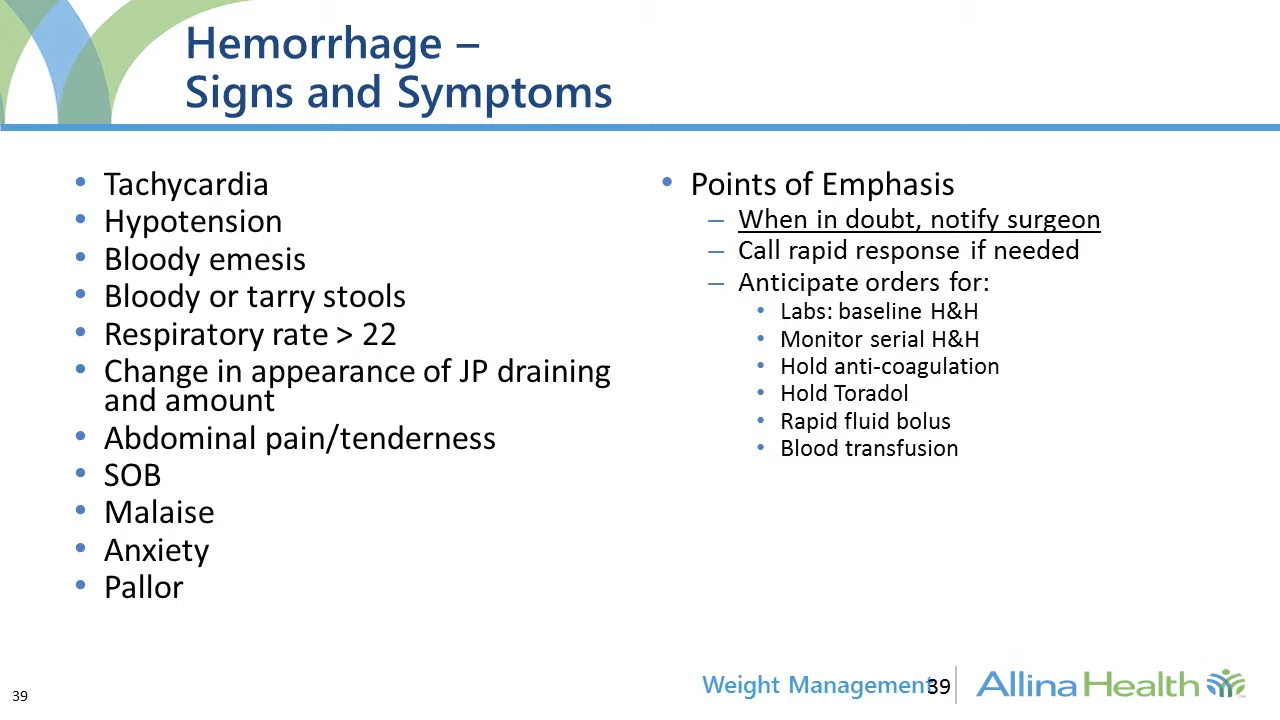 Hemorrhage –
Signs and Symptoms
• Tachycardia
• Hypotension
• Bloody emesis
• Bloody or tarry stools
• Respiratory rate > 22
• Change in appearance of JP draining
and amount
• Abdominal pain/tenderness
• SOB
• Malaise
• Anxiety
• Pallor
• Points of Emphasis
– When in doubt, notify surgeon
– Call rapid response if needed
– Anticipate orders for:
• Labs: baseline H&H
• Monitor serial H&H
• Hold anti-coagulation
• Hold Toradol
• Rapid fluid bolus
• Blood transfusion
39
Weight Management
39
Allina Health